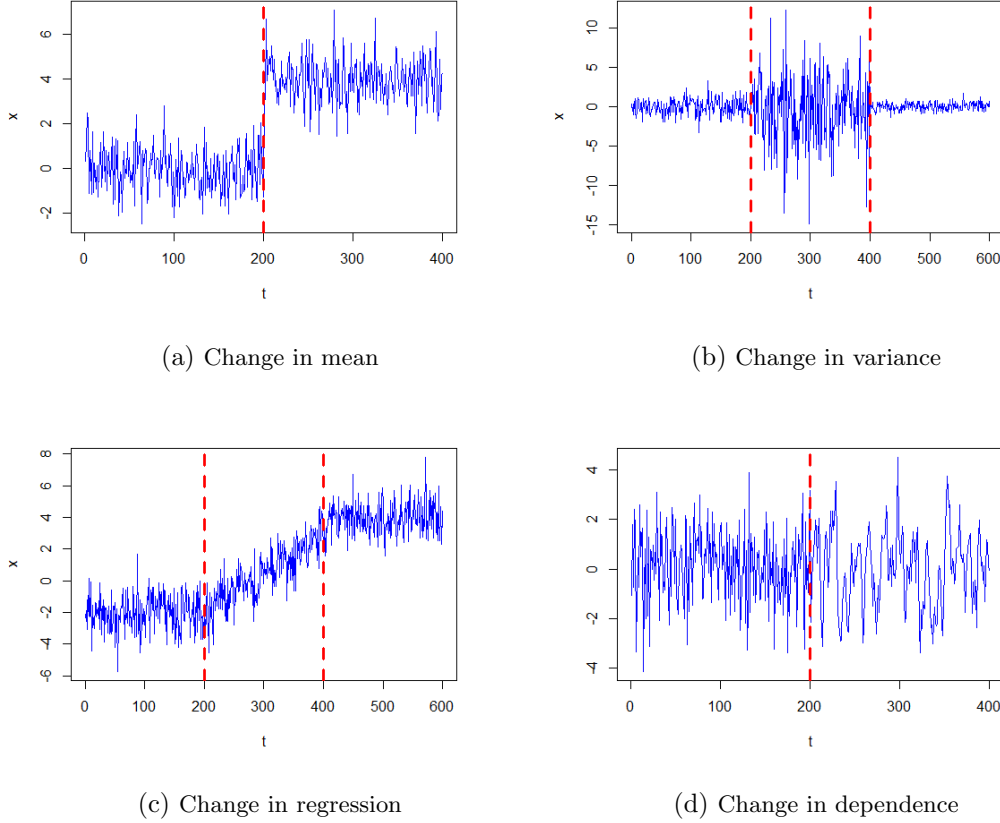 6
4
2
0
-2
x
0 100 200 300 400
t
(a) Change in mean
10
5
0
-5
-10
-15
x
0 100 200 300 400 500 600
t
(b) Change in variance
8
6
4
2
0
-2
-4
-6
x
0 100 200 300 400 500 600
t
(c) Change in regression
4
2
0
-2
-4
x
0 100 200 300 400
t
(d) Change in dependence